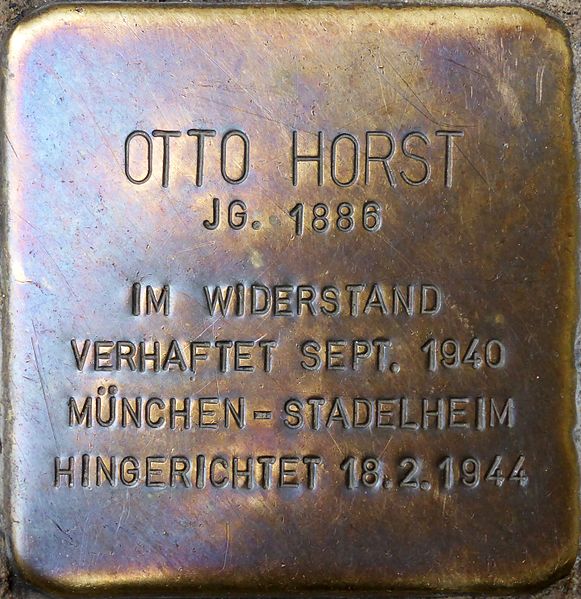 OTTO HORST
JG. 1886
IM WIDERSTAND
VERHAFTET SEPT. 1940
MÜNCHEN-STADELHEIM
HINGERICHTET 18.2.1944